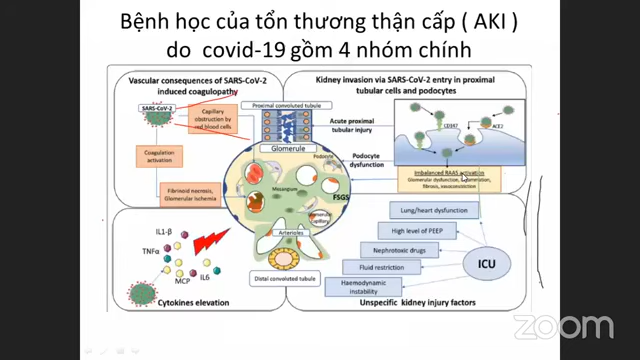 Bệnh học của tổn thương thận cấp ( AKI )
do covid-19 gồm 4 nhóm chính
Vascular consequences of SARS-CoV-2
induced coagulopathy
SARS-CoV-2
Capillary
obstruction by
red blood cells
Coagulation
activation
Fibrinoid necrosis,
Glomerular Ischemia
Kidney invasion via SARS-CoV-2 entry in proximal
tubular cells and podocytes
Proximal convoluted tubule
Glomerule
Acute proximal
tubular injury
Podocyte
dysfunction
CD147
ACE2
Imbalanced RAAS activation
Glomerular dysfunction, inflammation,
fibrosis, vasoconstriction
Podocyte
Mesangium
FSGS
Glomerular
capillary
Arterioles
Distal convoluted tubule
IL1-β
TNFα
MCP
IL6
Cytokines elevation
Lung/heart dysfunction
High level of PEEP
Nephrotoxic drugs
Fluid restriction
Haemodynamic
instability
ICU
Unspecific kidney injury factors
zoom